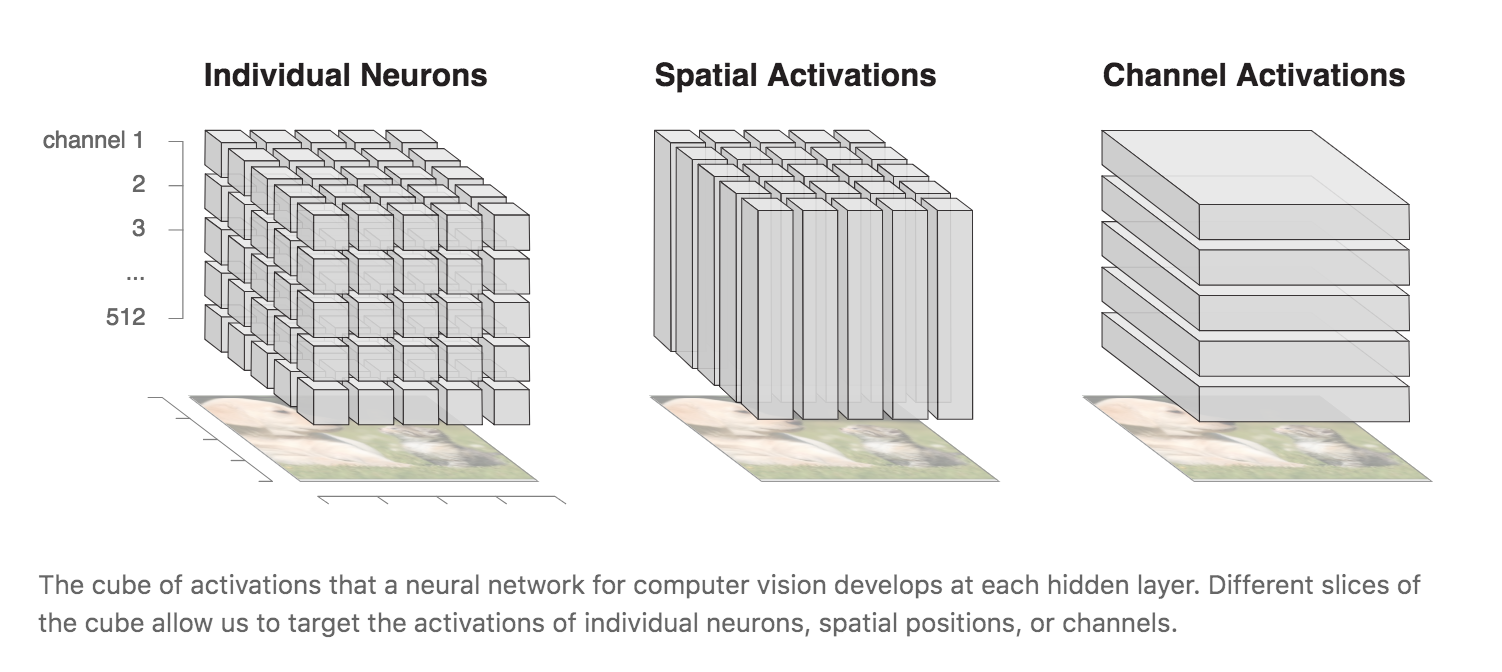 Individual Neurons
Spatial Activations
Channel Activations
channel 1
2
3
...
512
The cube of activations that a neural network for computer vision develops at each hidden layer. Different slices of
the cube allow us to target the activations of individual neurons, spatial positions, or channels.